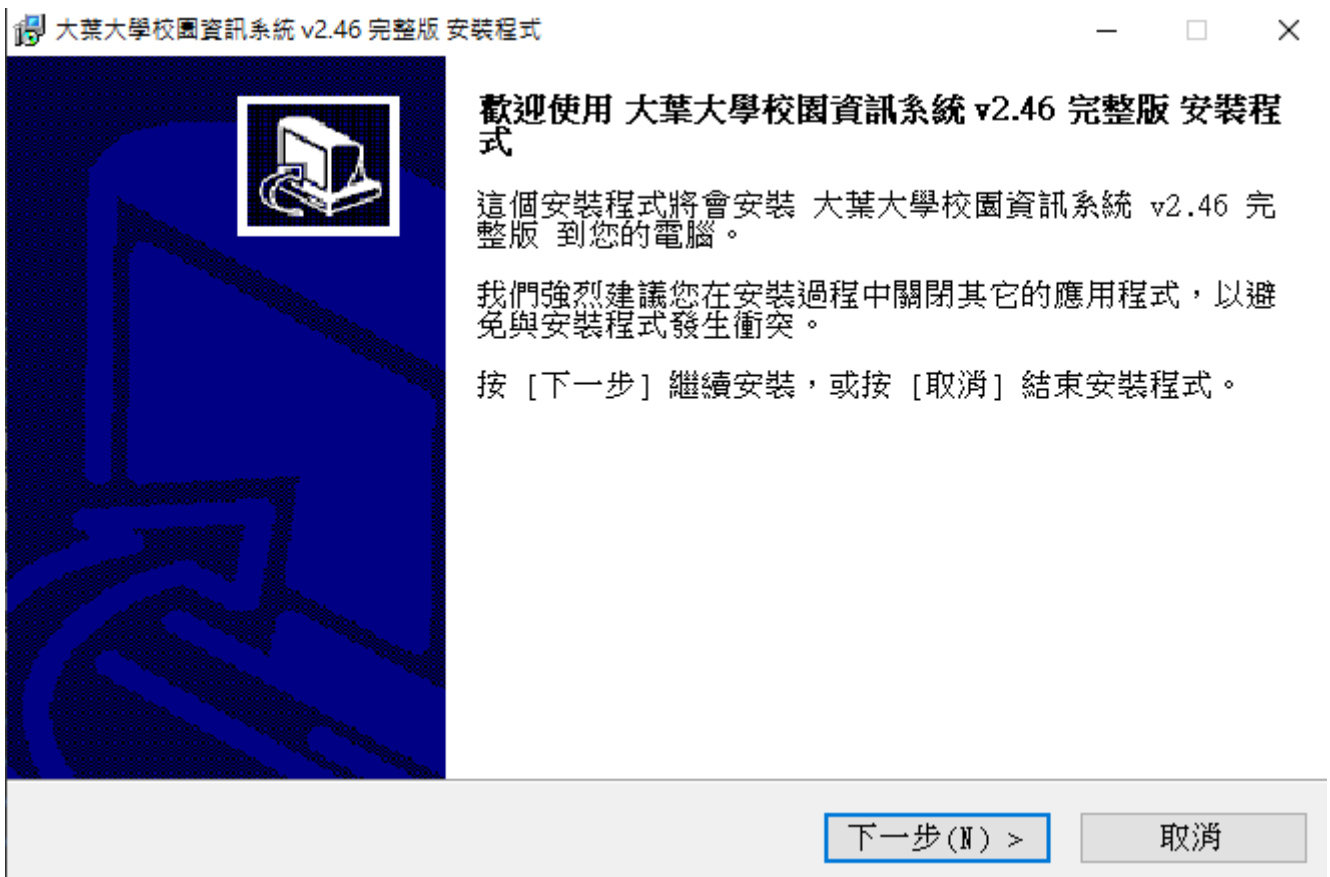 大葉大學校園資訊系統 v2.46 完整版 安裝程式
歡迎使用 大葉大學校園資訊系統 v2.46 完整版 安裝程
式
這個安裝程式將會安裝 大葉大學校園資訊系統 v2.46 完
整版 到您的電腦。
我們強烈建議您在安裝過程中關閉其它的應用程式，以避
免與安裝程式發生衝突。
按 [下一步] 繼續安裝，或按 [取消] 結束安裝程式。
下一步(N) >
取消